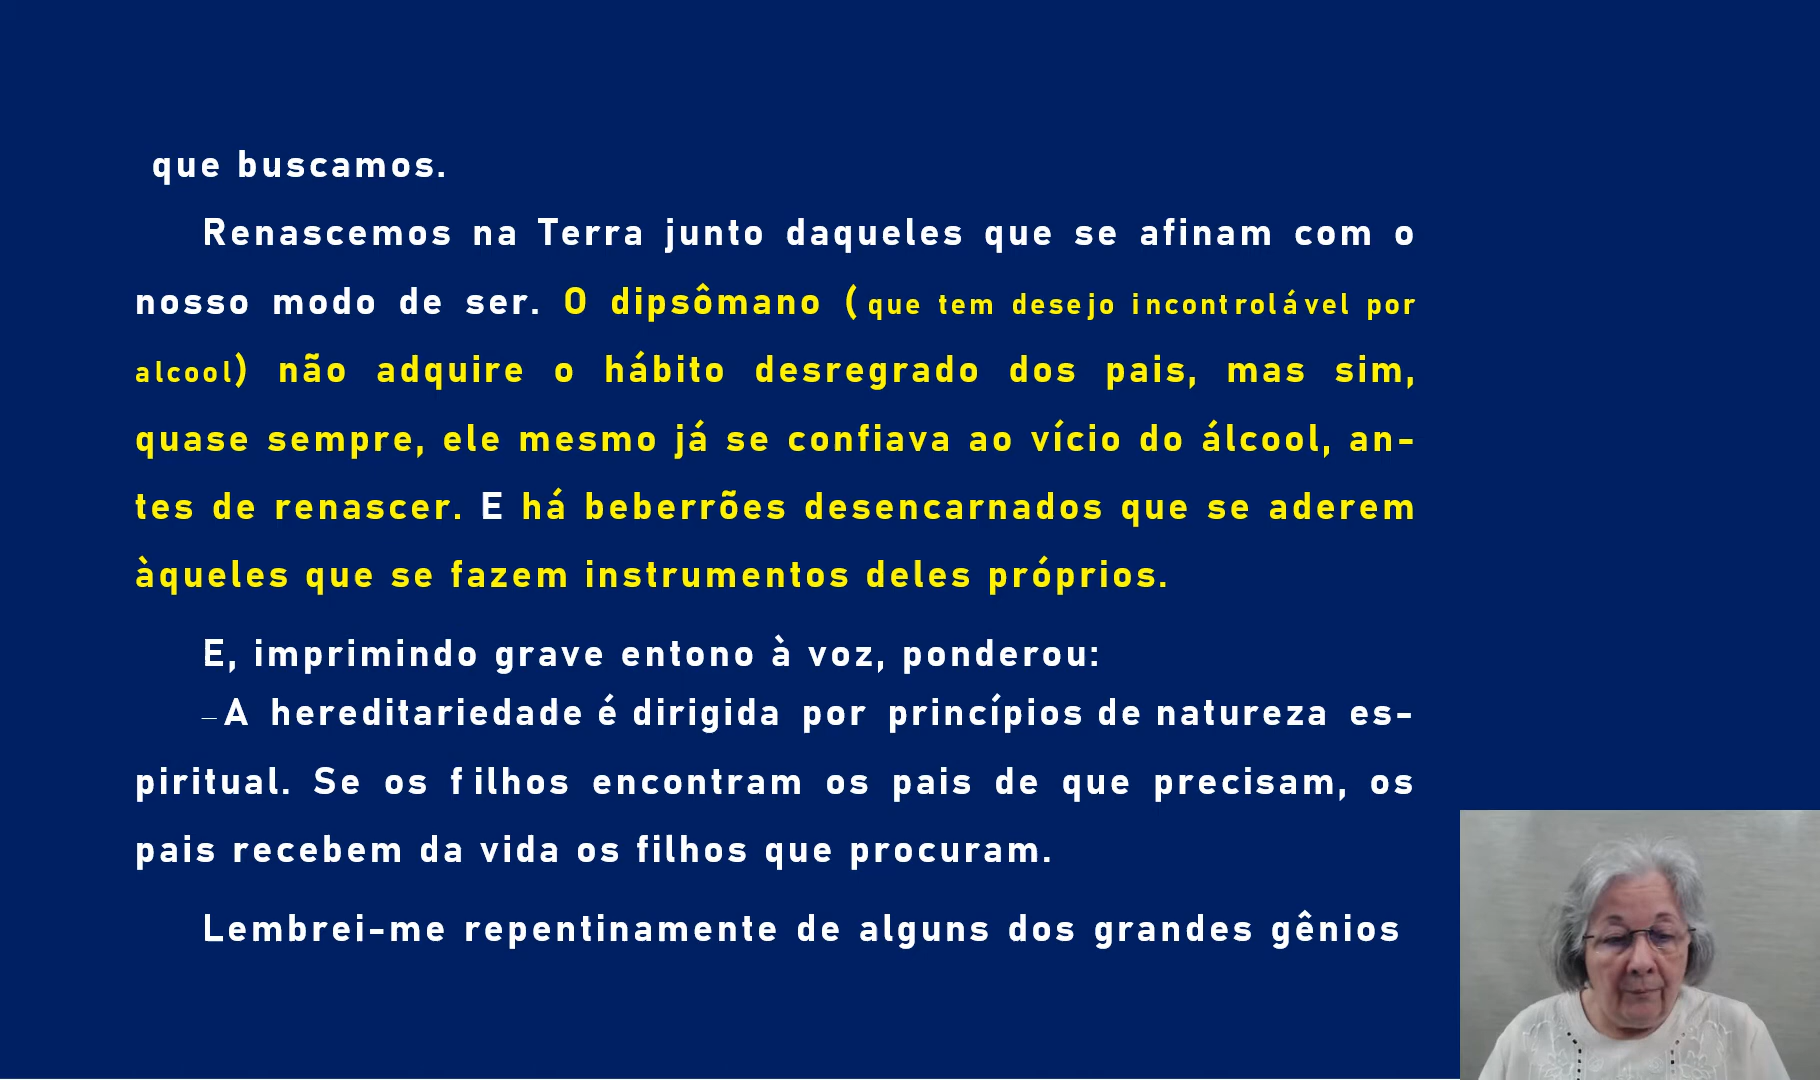 que buscamos.
Renascemos na Terra junto daqueles que se afinam com o
nosso modo de ser. O dipsômano (que tem desejo incontrolável por
alcool) não adquire o hábito desregrado dos pais, mas sim,
quase sempre, ele mesmo já se confiava ao vício do álcool, an-
tes de renascer. E há beberrões desencarnados que se aderem
àqueles que se fazem instrumentos deles próprios.
E, imprimindo grave entono à voz, ponderou:
–A hereditariedade é dirigida por princípios de natureza es-
piritual. Se os filhos encontram os pais de que precisam, os
pais recebem da vida os filhos que procuram.
Lembrei-me repentinamente de alguns dos grandes gênios